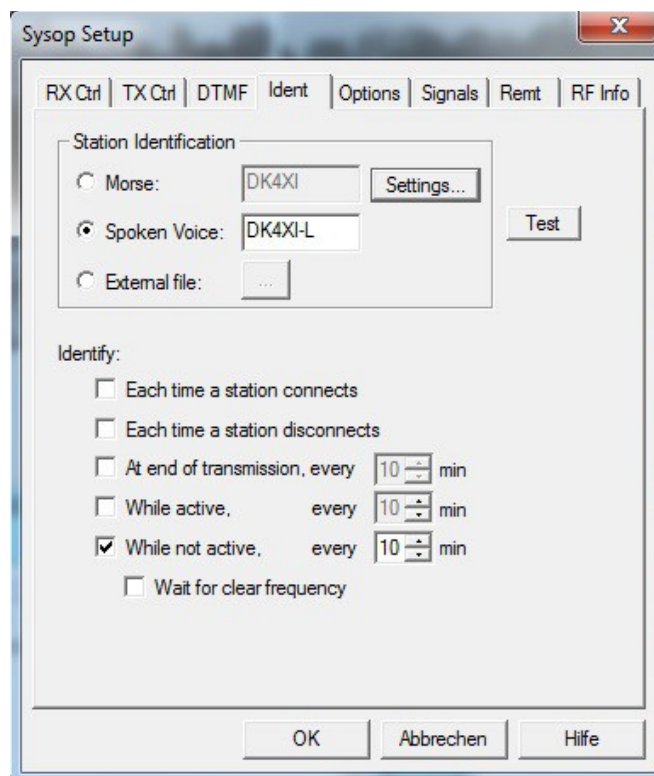 Sysop Setup
RX Ctrl TX Ctrl DTMF Ident Options Signals Remt RF Info
Station Identification
Morse: DK4XI Settings...
Spoken Voice: DK4XI-L Test
External file: ...
Identify:
Each time a station connects
Each time a station disconnects
At end of transmission, every 10 min
While active, every 10 min
While not active, every 10 min
Wait for clear frequency
OK Abbrechen Hilfe